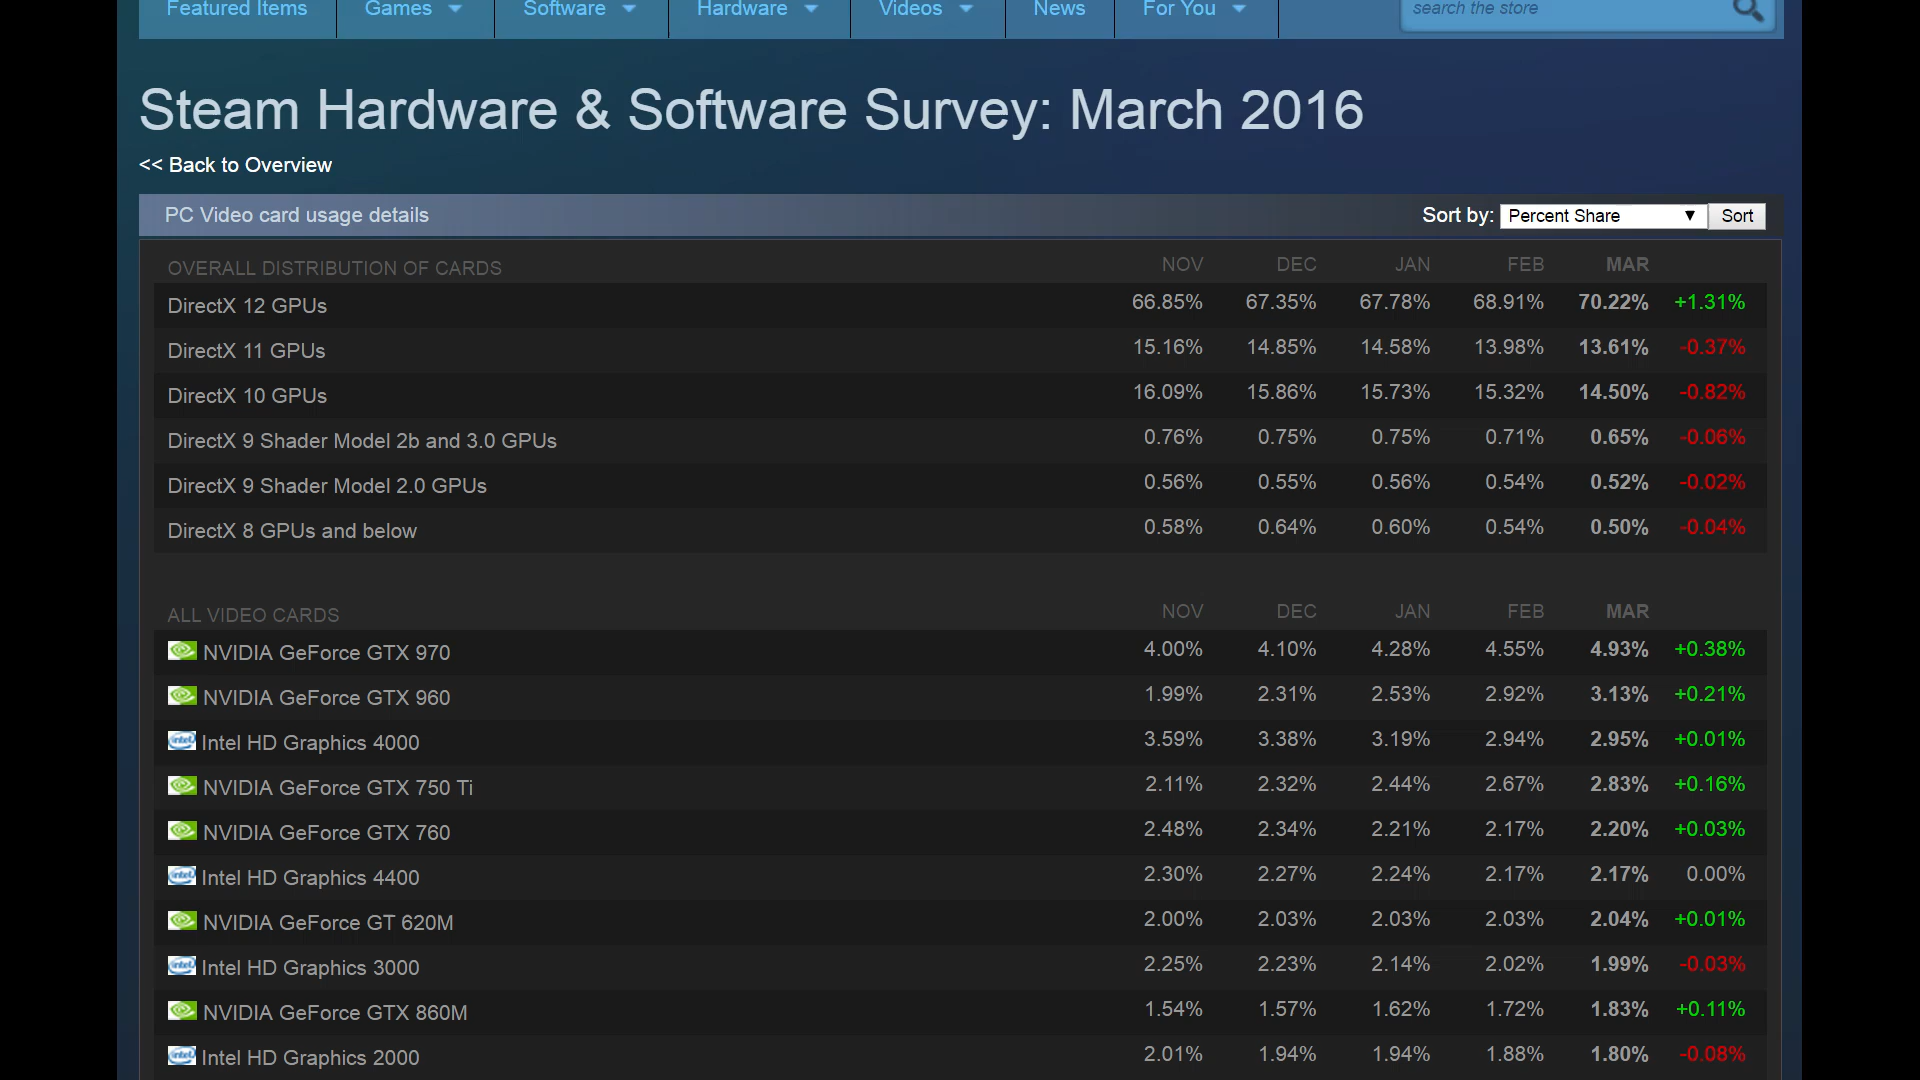 Featured Items Games Software Hardware Videos News For You search the store
Steam Hardware & Software Survey: March 2016
<< Back to Overview
PC Video card usage details Sort by: Percent Share Sort
OVERALL DISTRIBUTION OF CARDS NOV DEC JAN FEB MAR
DirectX 12 GPUs 66.85% 67.35% 67.78% 68.91% 70.22% +1.31%
DirectX 11 GPUs 15.16% 14.85% 14.58% 13.98% 13.61% -0.37%
DirectX 10 GPUs 16.09% 15.86% 15.73% 15.32% 14.50% -0.82%
DirectX 9 Shader Model 2b and 3.0 GPUs 0.76% 0.75% 0.75% 0.71% 0.65% -0.06%
DirectX 9 Shader Model 2.0 GPUs 0.56% 0.55% 0.56% 0.54% 0.52% -0.02%
DirectX 8 GPUs and below 0.58% 0.64% 0.60% 0.54% 0.50% -0.04%
ALL VIDEO CARDS NOV DEC JAN FEB MAR
NVIDIA GeForce GTX 970 4.00% 4.10% 4.28% 4.55% 4.93% +0.38%
NVIDIA GeForce GTX 960 1.99% 2.31% 2.53% 2.92% 3.13% +0.21%
intel Intel HD Graphics 4000 3.59% 3.38% 3.19% 2.94% 2.95% +0.01%
NVIDIA GeForce GTX 750 Ti 2.11% 2.32% 2.44% 2.67% 2.83% +0.16%
NVIDIA GeForce GTX 760 2.48% 2.34% 2.21% 2.17% 2.20% +0.03%
intel Intel HD Graphics 4400 2.30% 2.27% 2.24% 2.17% 2.17% 0.00%
NVIDIA GeForce GT 620M 2.00% 2.03% 2.03% 2.03% 2.04% +0.01%
intel Intel HD Graphics 3000 2.25% 2.23% 2.14% 2.02% 1.99% -0.03%
NVIDIA GeForce GTX 860M 1.54% 1.57% 1.62% 1.72% 1.83% +0.11%
intel Intel HD Graphics 2000 2.01% 1.94% 1.94% 1.88% 1.80% -0.08%